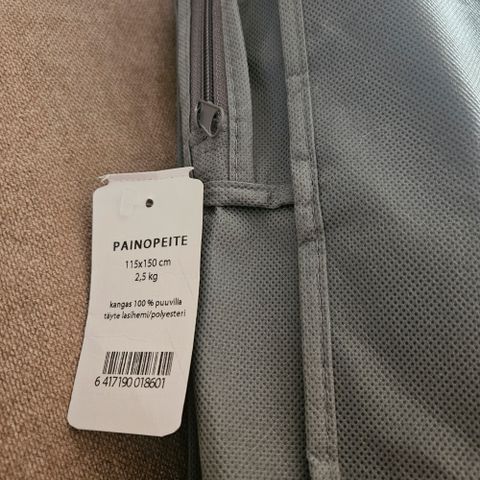 PAINOPEITE
115x150 cm
2,5 kg
kangas 100 % puuvilla
täyte lasihemi/polyesteri
6 417190 018601